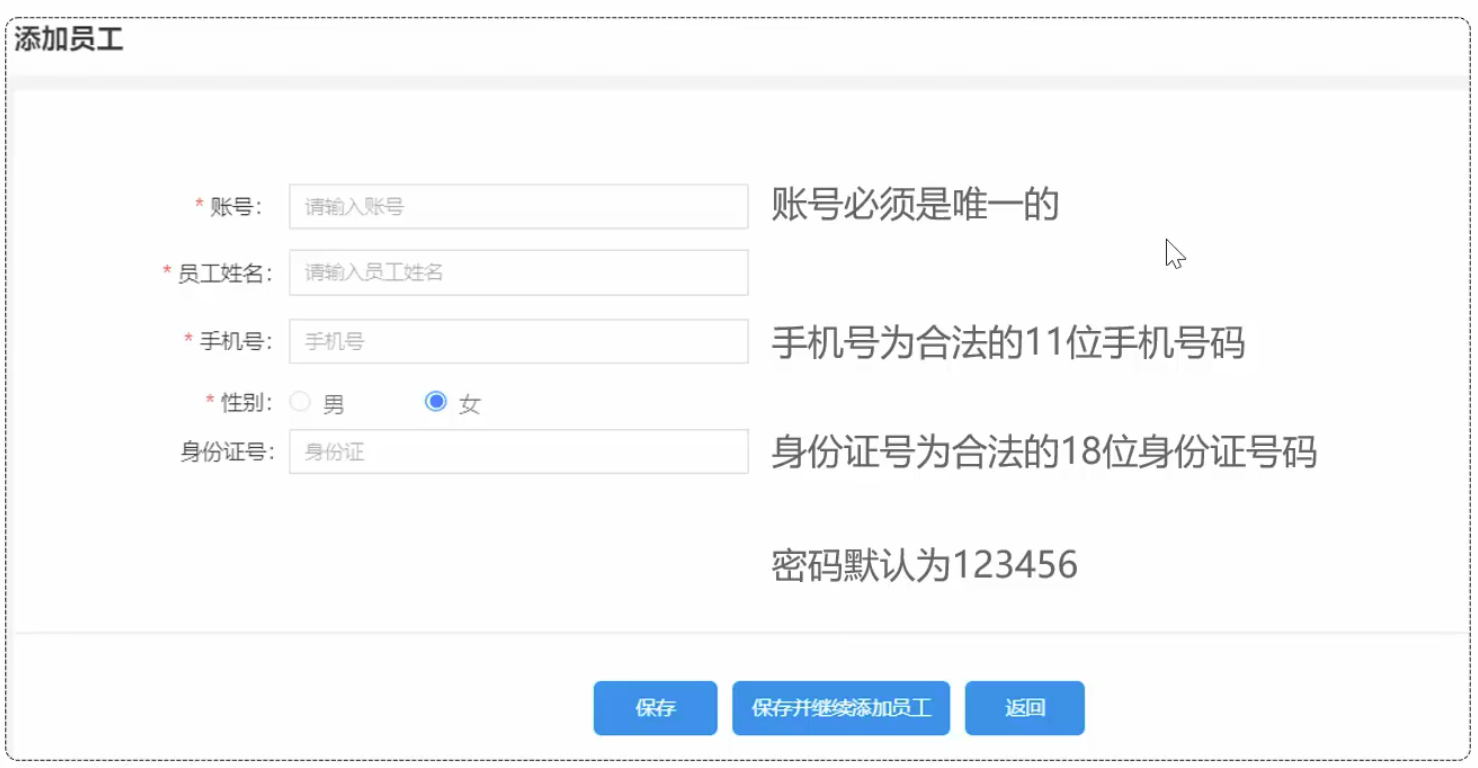 添加员工
* 账号： 请输入账号 账号必须是唯一的
* 员工姓名： 请输入员工姓名
* 手机号： 手机号 手机号为合法的11位手机号码
* 性别： 男 女
身份证号： 身份证 身份证号为合法的18位身份证号码
密码默认为123456
保存 保存并继续添加员工 返回